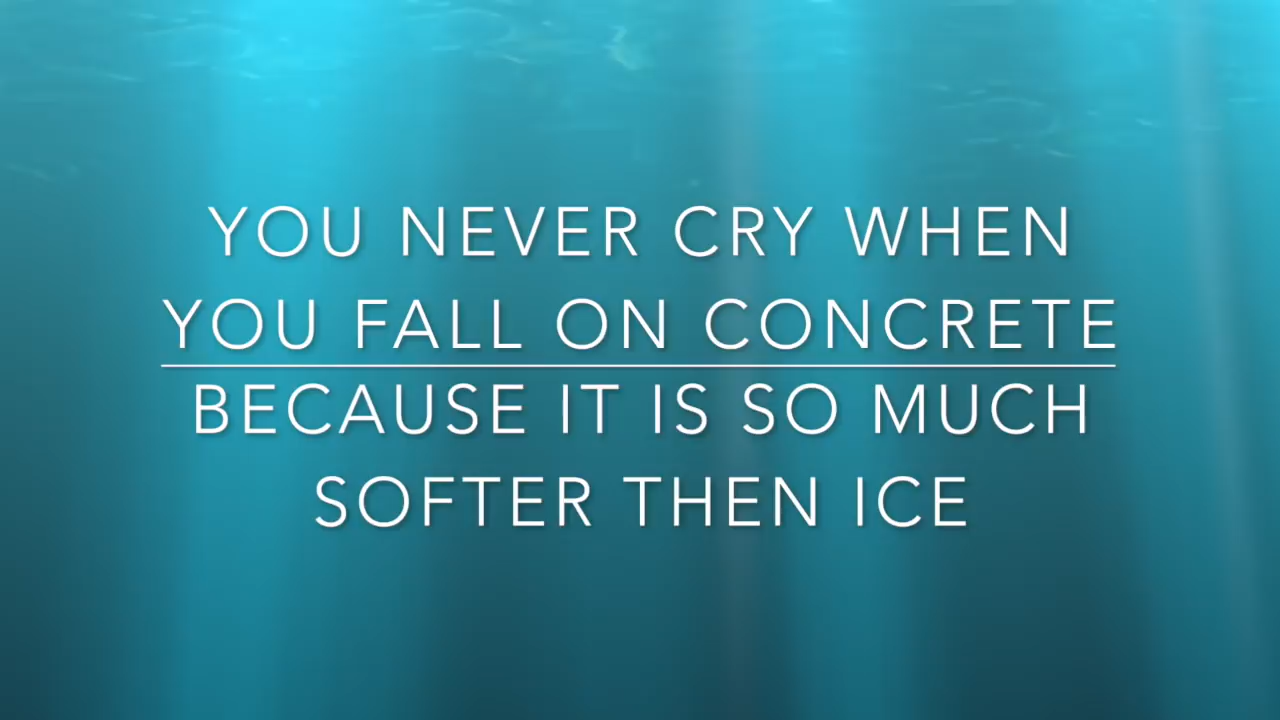 YOU NEVER CRY WHEN
YOU FALL ON CONCRETE
BECAUSE IT IS SO MUCH
SOFTER THEN ICE